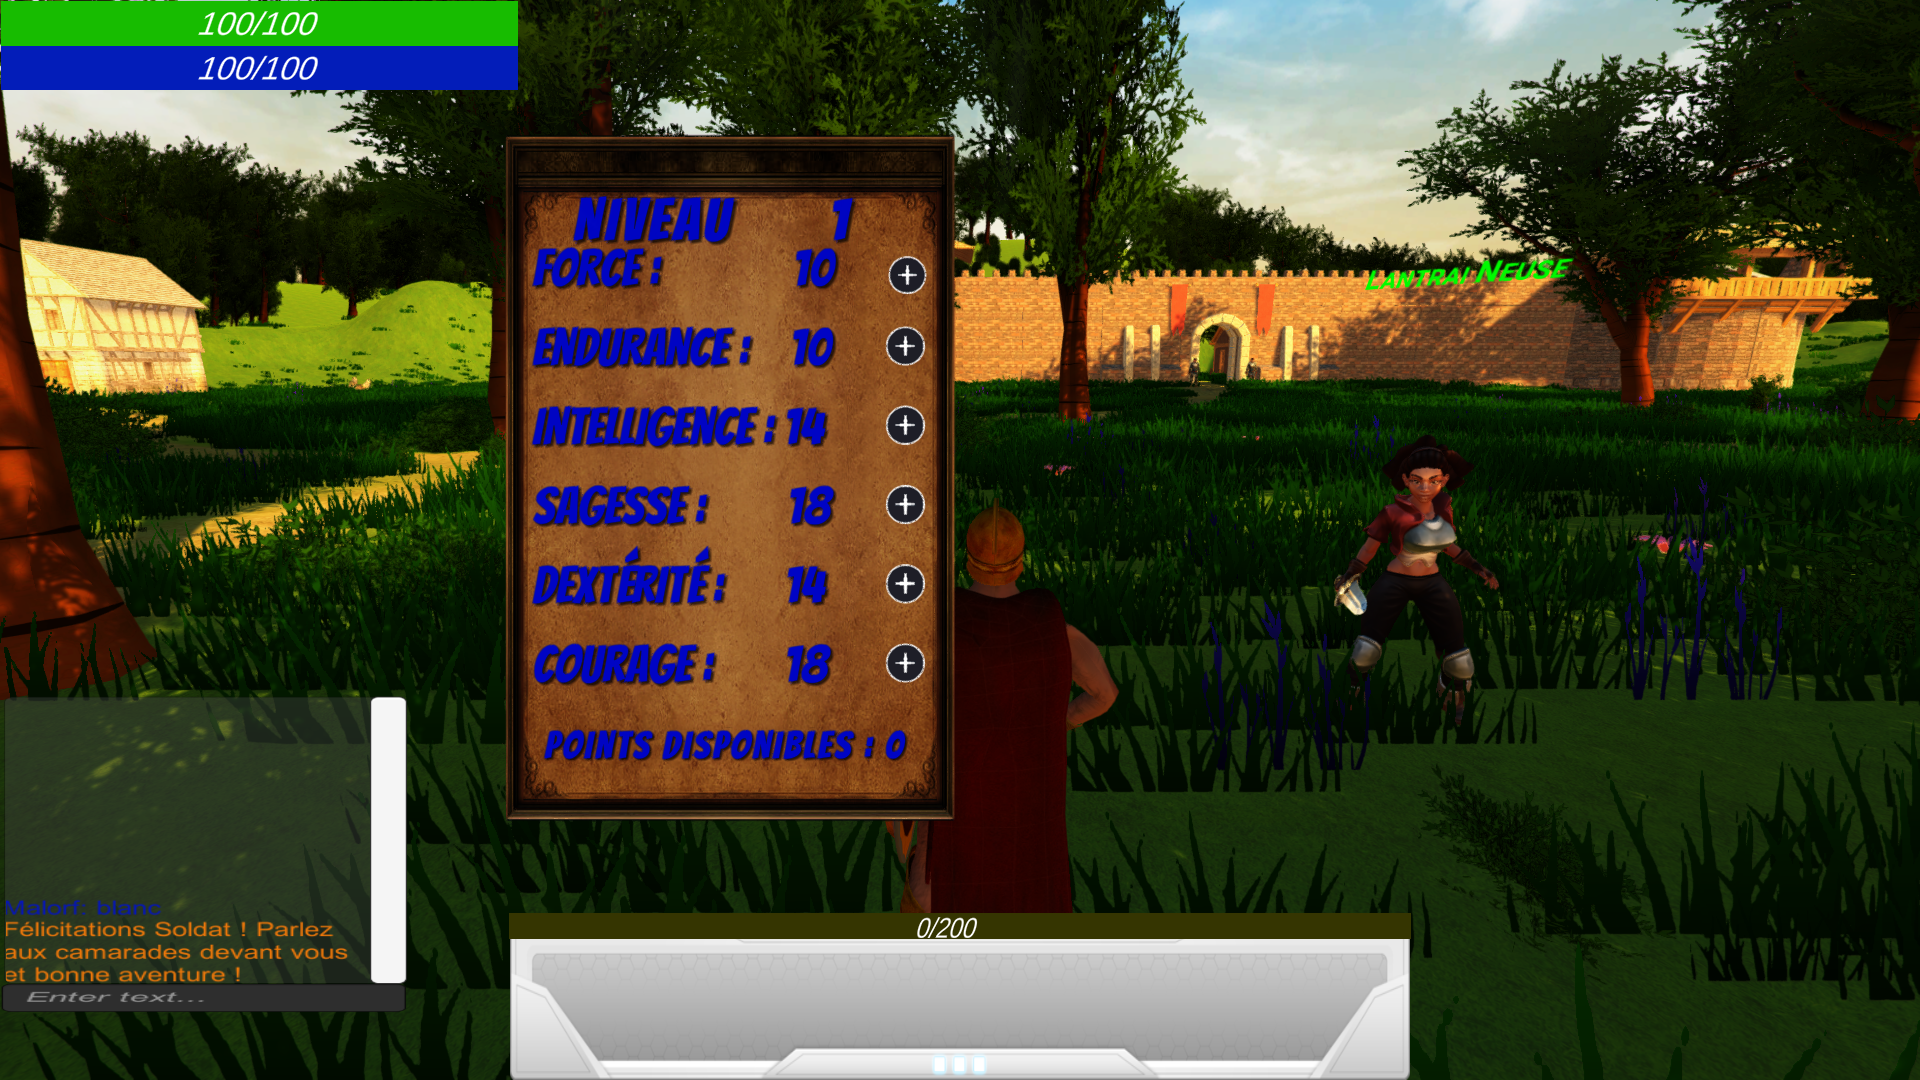 100/100
100/100
NIVEAU 1
FORCE : 10
ENDURANCE : 10
INTELLIGENCE : 14
SAGESSE : 18
DEXTÉRITÉ : 14
COURAGE : 18
POINTS DISPONIBLES : 0
LANTRAI NEUSE
Malorf: blanc
Félicitations Soldat ! Parlez
aux camarades devant vous
et bonne aventure !
Enter text...
0/200